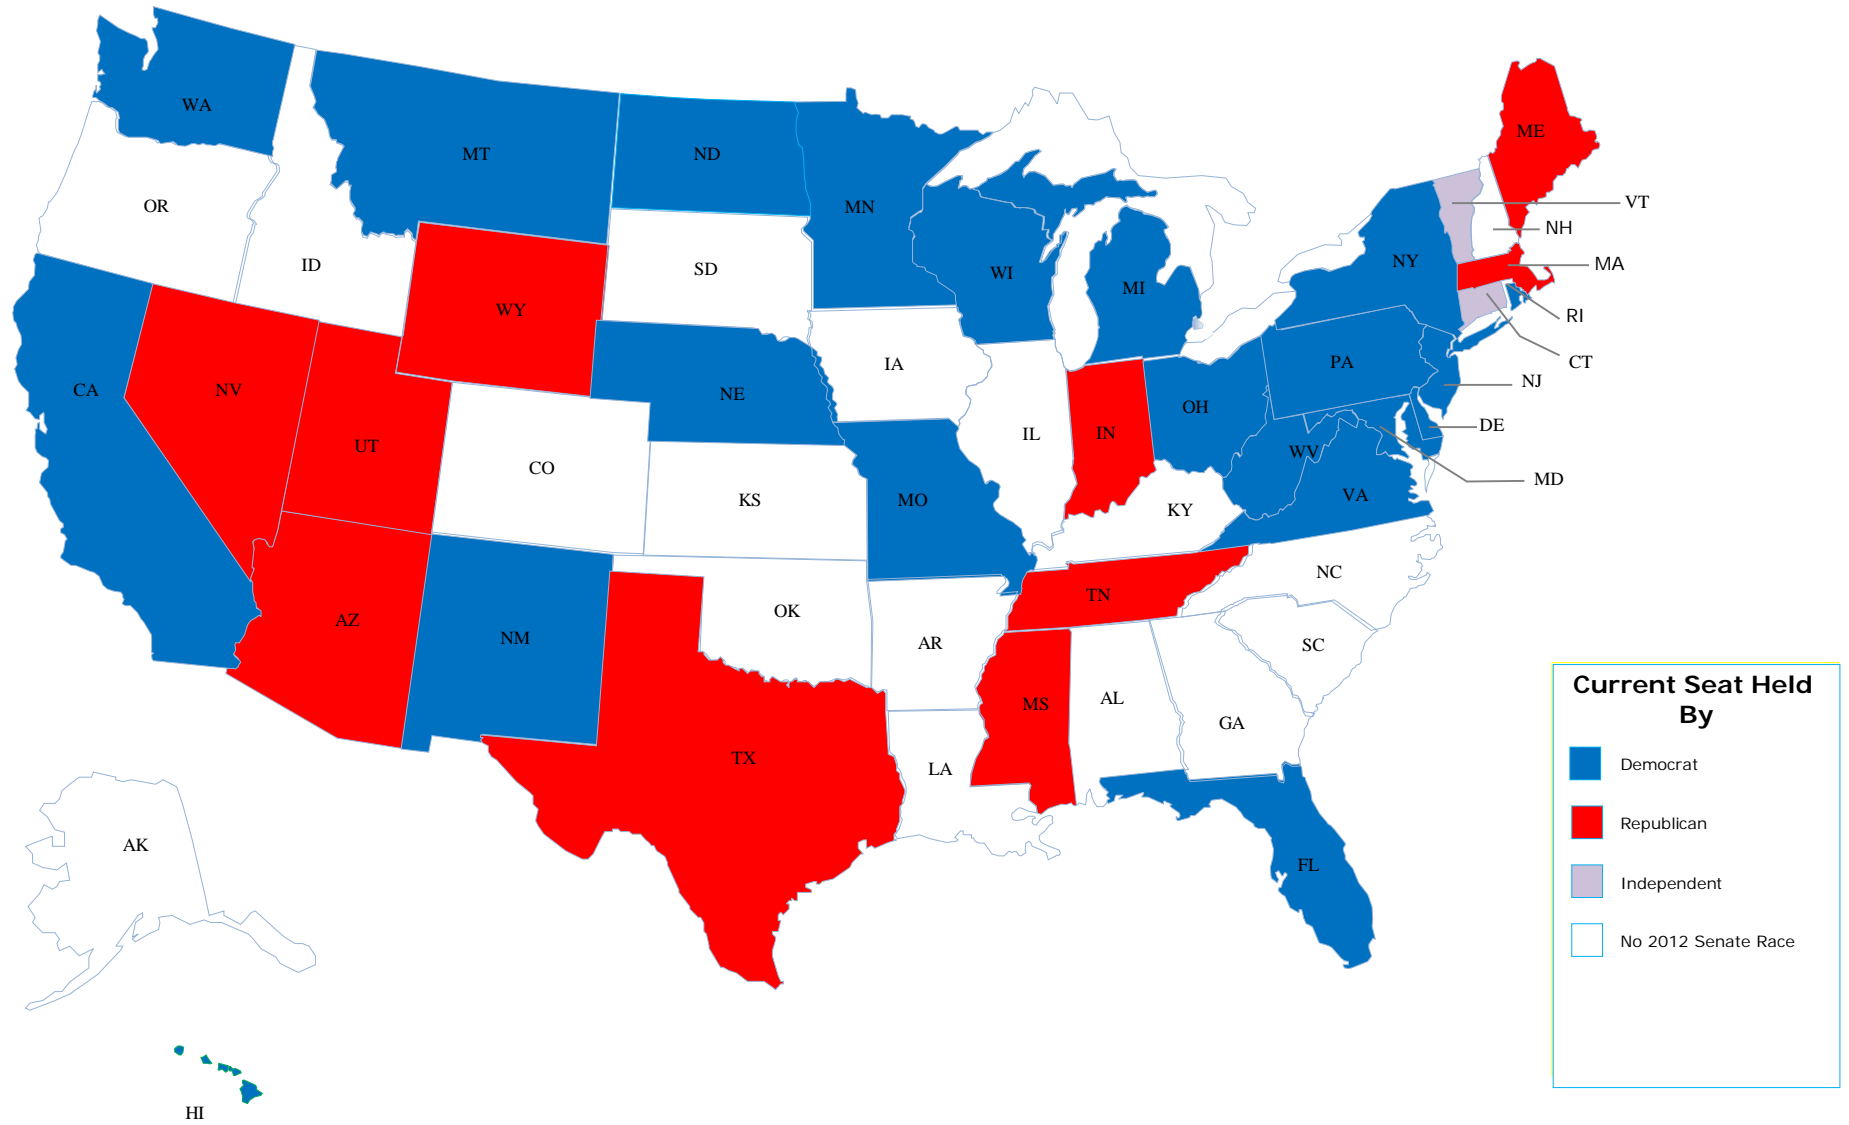 WA
MT
ND
MN
ME
OR
ID
SD
WI
MI
NY
VT
NH
MA
WY
RI
IA
PA
CT
CA
NV
NE
OH
NJ
UT
CO
IL
IN
DE
WV
KS
MO
KY
VA
MD
AZ
NM
OK
TN
NC
AR
SC
MS
AL
GA
TX
LA
FL
AK
HI
Current Seat Held
By
Democrat
Republican
Independent
No 2012 Senate Race